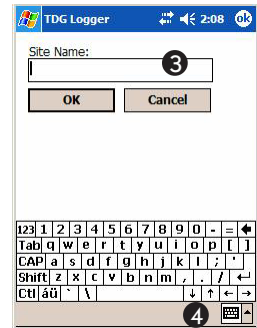 TDG Logger 2:08 ok
Site Name:
3
OK Cancel
123 1 2 3 4 5 6 7 8 9 0 - =
Tab q w e r t y u i o p [ ]
CAP a s d f g h j k l ; '
Shift z x c v b n m , . /
Ctl áü ` \ ↓ ↑ ← →
4